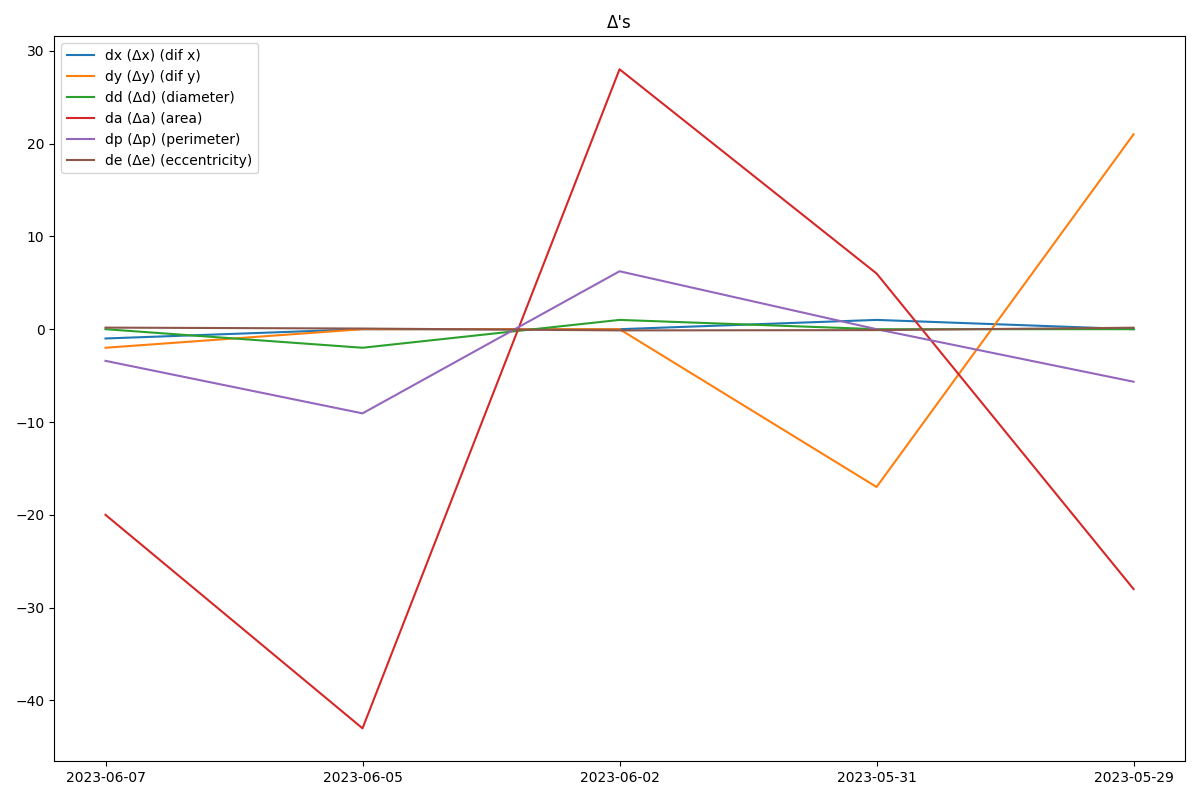 Δ's
dx (Δx) (dif x)
dy (Δy) (dif y)
dd (Δd) (diameter)
da (Δa) (area)
dp (Δp) (perimeter)
de (Δe) (eccentricity)
30
20
10
0
−10
−20
−30
−40
2023-06-07 2023-06-05 2023-06-02 2023-05-31 2023-05-29